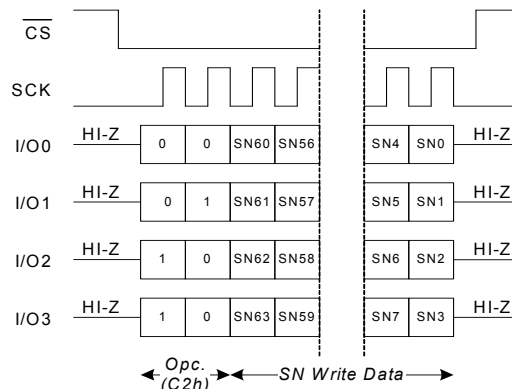 CS
SCK
I/O0 HI-Z 0 0 SN60 SN56 SN4 SN0 HI-Z
I/O1 HI-Z 0 1 SN61 SN57 SN5 SN1 HI-Z
I/O2 HI-Z 1 0 SN62 SN58 SN6 SN2 HI-Z
I/O3 HI-Z 1 0 SN63 SN59 SN7 SN3 HI-Z
Opc. SN Write Data
(C2h)